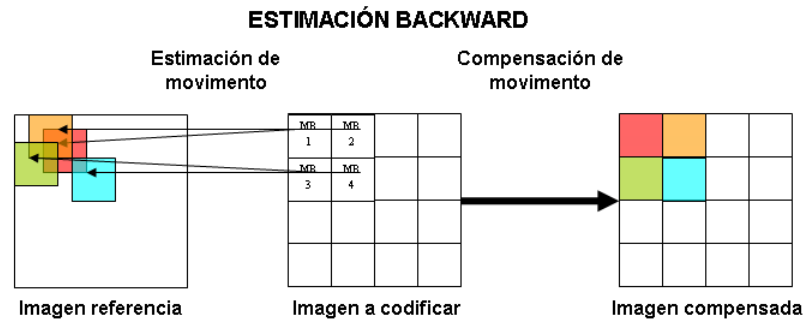 ESTIMACIÓN BACKWARD
Estimación de
movimento
Compensación de
movimento
MB
1
MB
2
MB
3
MB
4
Imagen referencia
Imagen a codificar
Imagen compensada